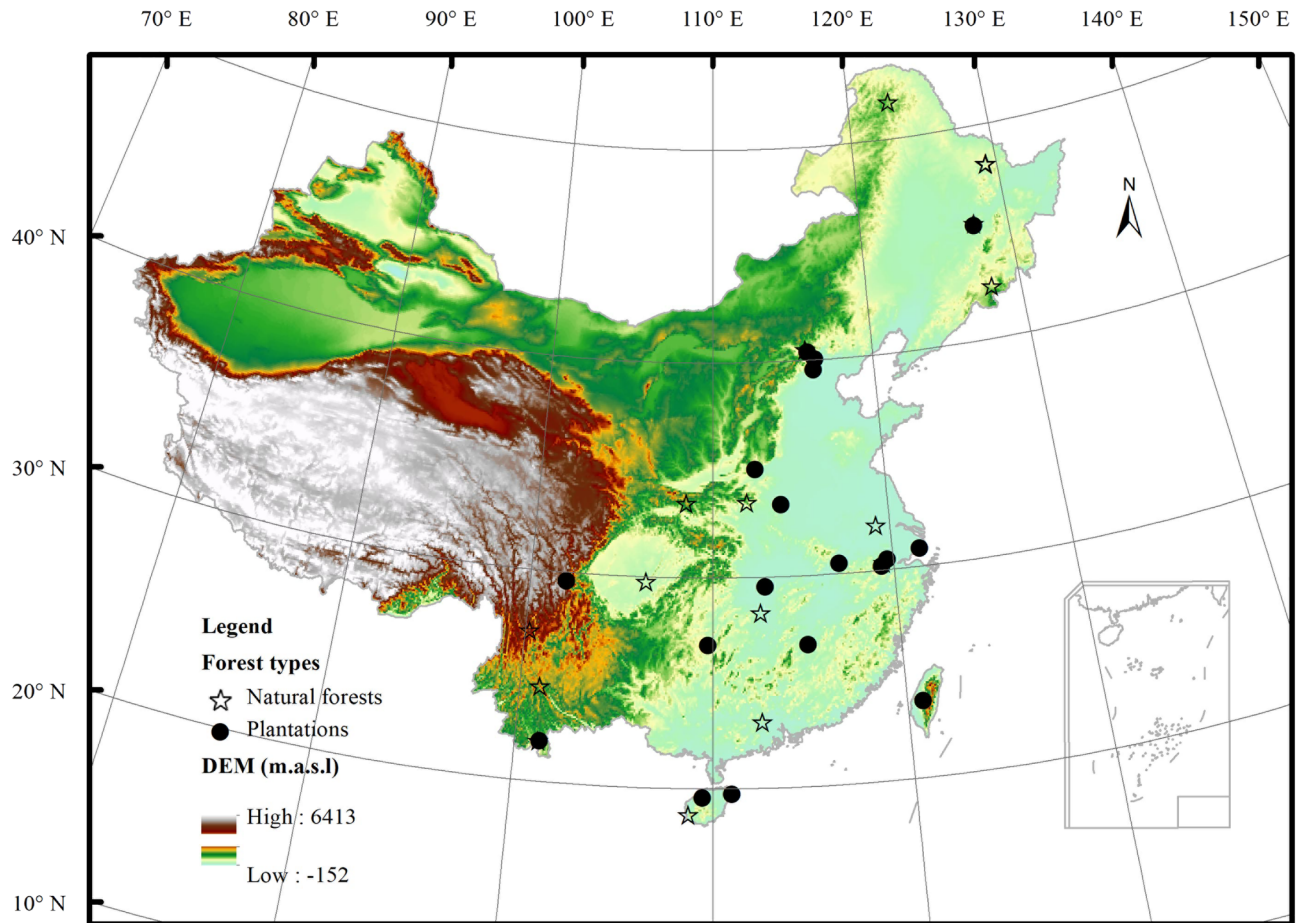 70° E 80° E 90° E 100° E 110° E 120° E 130° E 140° E 150° E
N
40° N
30° N
20° N
10° N
Legend
Forest types
Natural forests
Plantations
DEM (m.a.s.l)
High : 6413
Low : -152